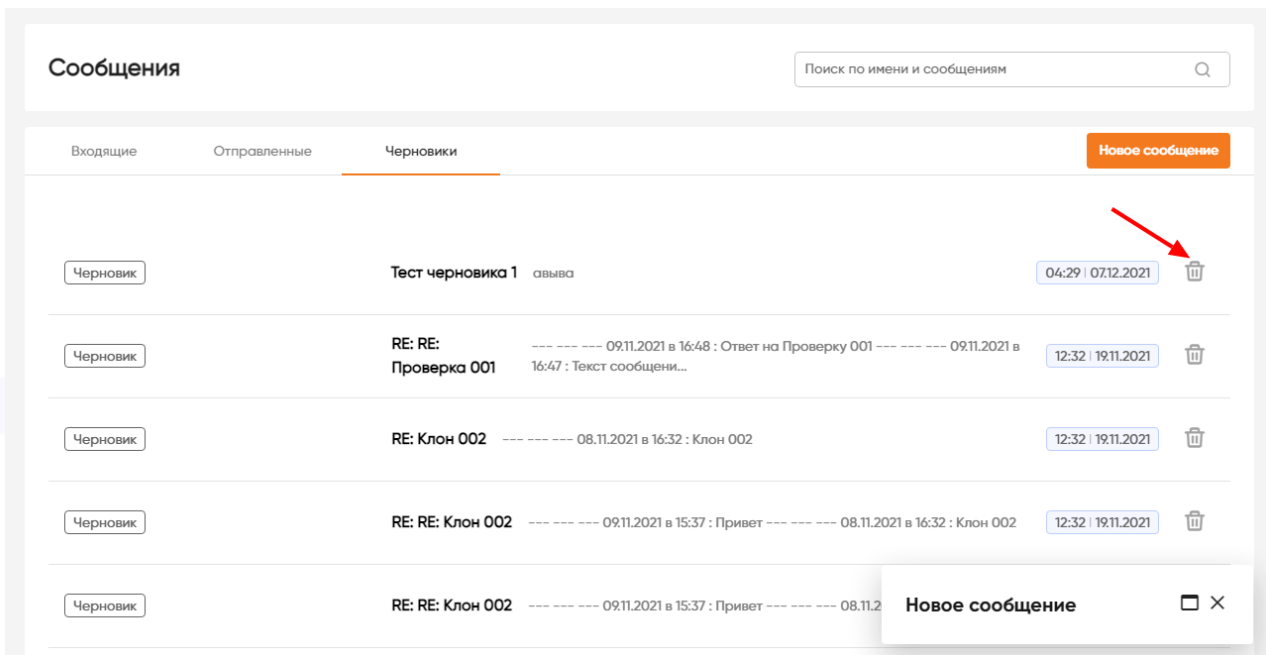 Сообщения
Поиск по имени и сообщениям
Входящие Отправленные Черновики Новое сообщение
Черновик Тест черновика 1 авыва 04:29 | 07.12.2021
Черновик RE: RE: Проверка 001 --- --- --- 09.11.2021 в 16:48 : Ответ на Проверку 001 --- --- --- 09.11.2021 в 16:47 : Текст сообщени... 12:32 | 19.11.2021
Черновик RE: Клон 002 --- --- --- 08.11.2021 в 16:32 : Клон 002 12:32 | 19.11.2021
Черновик RE: RE: Клон 002 --- --- --- 09.11.2021 в 15:37 : Привет --- --- --- 08.11.2021 в 16:32 : Клон 002 12:32 | 19.11.2021
Черновик RE: RE: Клон 002 --- --- --- 09.11.2021 в 15:37 : Привет --- --- --- 08.11.2
Новое сообщение